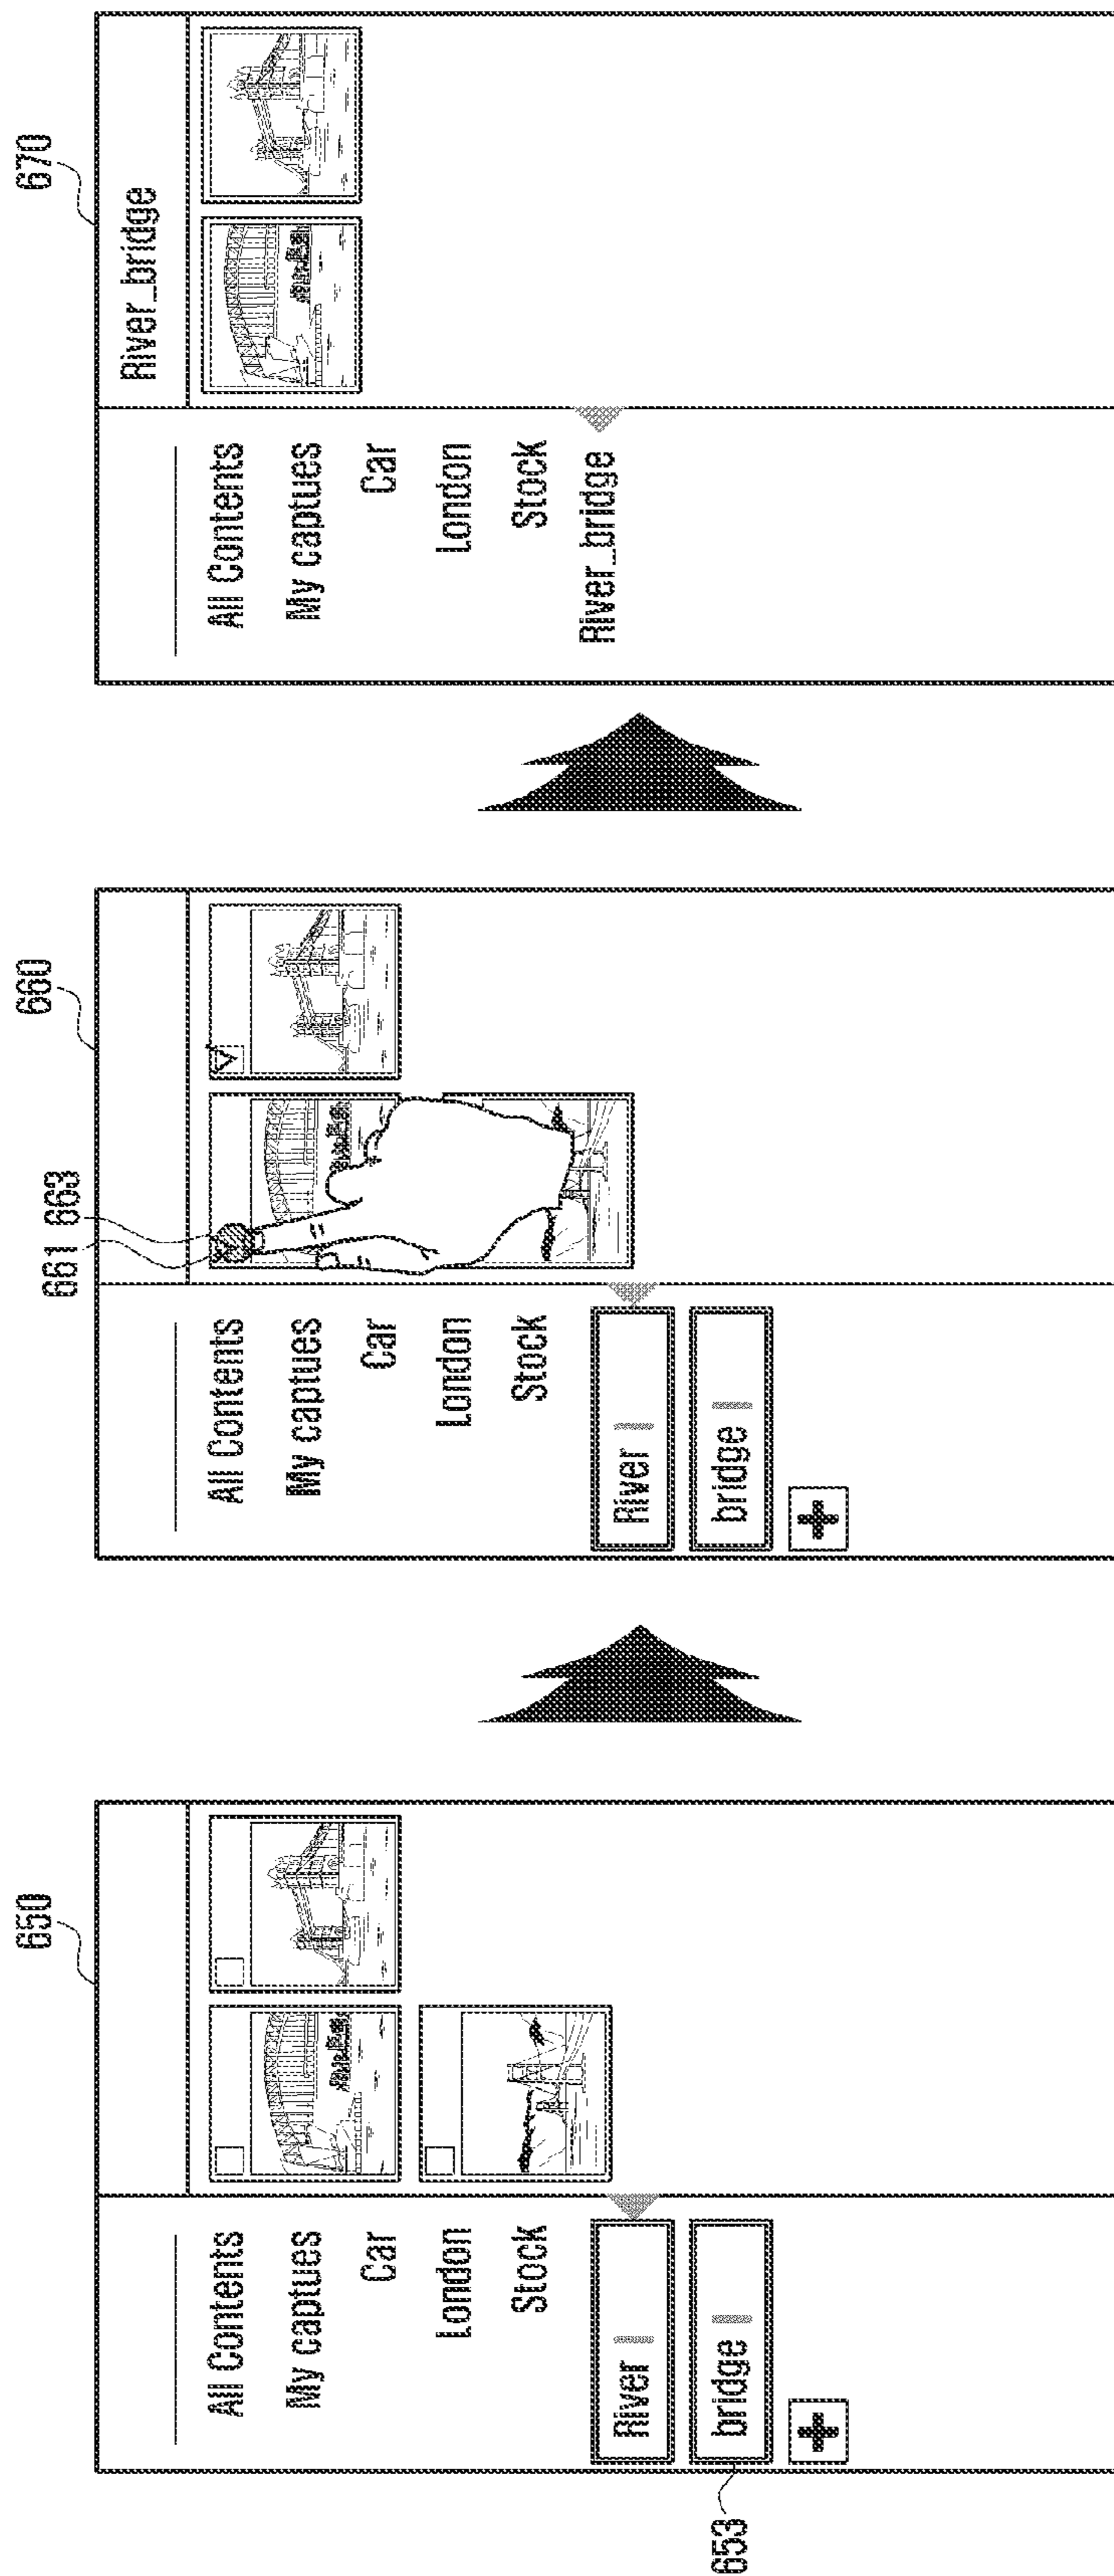 650
All Contents
My captues
Car
London
Stock
River
bridge
653
660
661 663
All Contents
My captues
Car
London
Stock
River
bridge
670
River_bridge
All Contents
My captues
Car
London
Stock
River_bridge